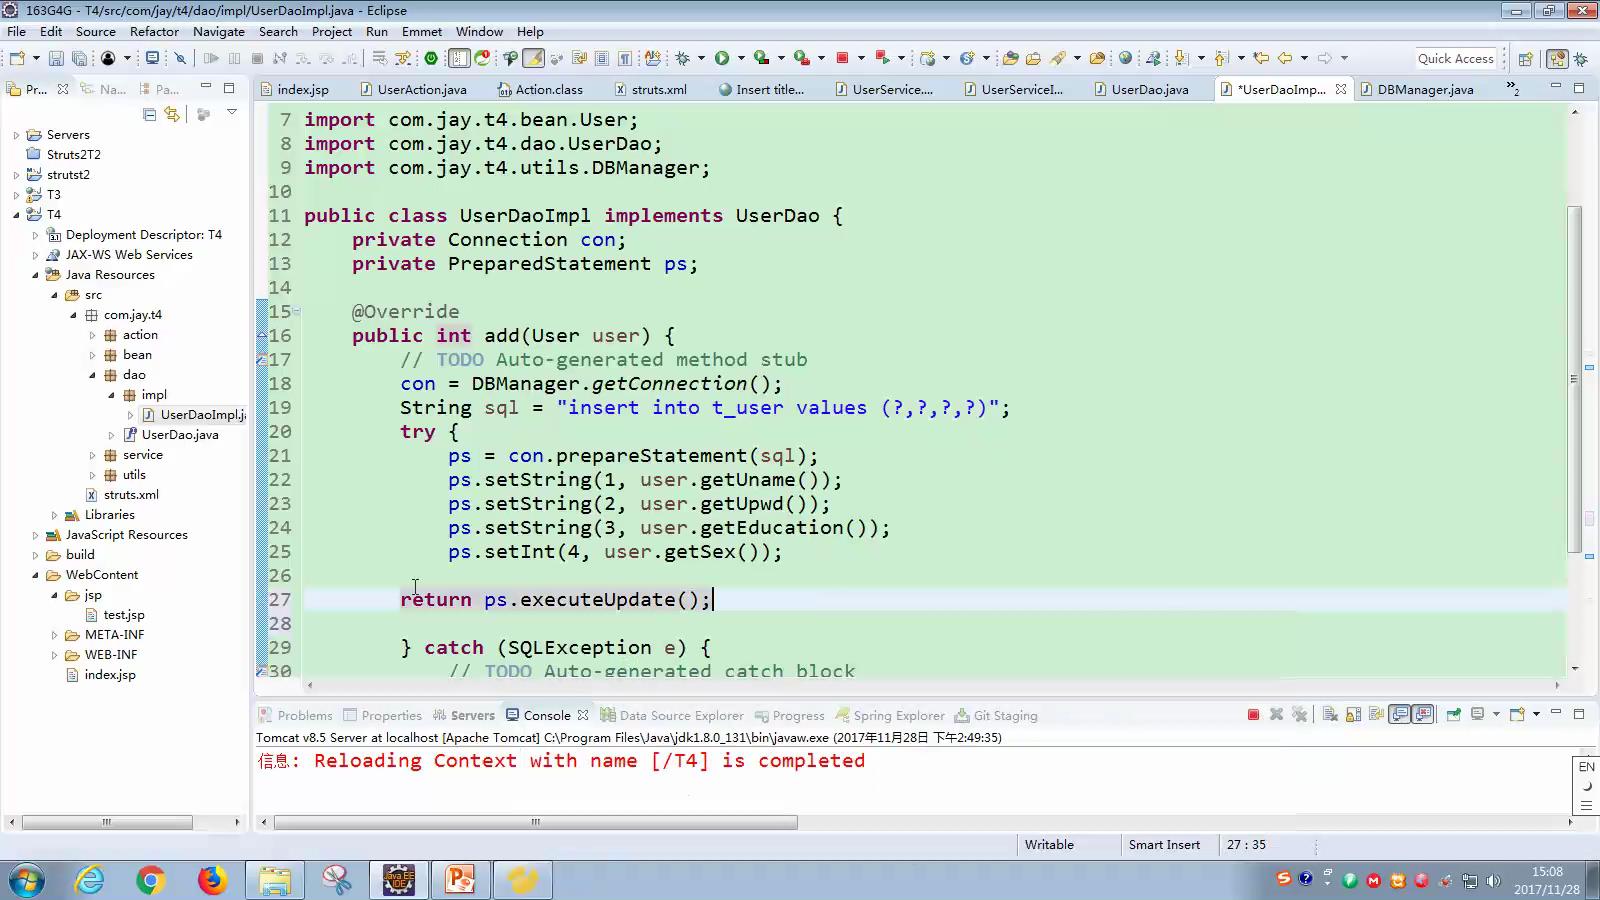 163G4G - T4/src/com/jay/t4/dao/impl/UserDaoImpl.java - Eclipse
File Edit Source Refactor Navigate Search Project Run Emmet Window Help
Quick Access
Pr... Na... Pa...
index.jsp UserAction.java Action.class struts.xml Insert title... UserService.... UserServiceI... UserDao.java *UserDaoImp... DBManager.java »2
Servers
Struts2T2
strutst2
T3
T4
Deployment Descriptor: T4
JAX-WS Web Services
Java Resources
src
com.jay.t4
action
bean
dao
impl
UserDaoImpl.ja
UserDao.java
service
utils
struts.xml
Libraries
JavaScript Resources
build
WebContent
jsp
test.jsp
META-INF
WEB-INF
index.jsp
7 import com.jay.t4.bean.User;
8 import com.jay.t4.dao.UserDao;
9 import com.jay.t4.utils.DBManager;
10
11 public class UserDaoImpl implements UserDao {
12 private Connection con;
13 private PreparedStatement ps;
14
15 @Override
16 public int add(User user) {
17 // TODO Auto-generated method stub
18 con = DBManager.getConnection();
19 String sql = "insert into t_user values (?,?,?,?)";
20 try {
21 ps = con.prepareStatement(sql);
22 ps.setString(1, user.getUname());
23 ps.setString(2, user.getUpwd());
24 ps.setString(3, user.getEducation());
25 ps.setInt(4, user.getSex());
26
27 return ps.executeUpdate();
28
29 } catch (SQLException e) {
30 // TODO Auto-generated catch block
Problems Properties Servers Console Data Source Explorer Progress Spring Explorer Git Staging
Tomcat v8.5 Server at localhost [Apache Tomcat] C:\Program Files\Java\jdk1.8.0_131\bin\javaw.exe (2017年11月28日 下午2:49:35)
信息: Reloading Context with name [/T4] is completed
EN
Writable Smart Insert 27 : 35
Java EE
IDE
15:08
2017/11/28